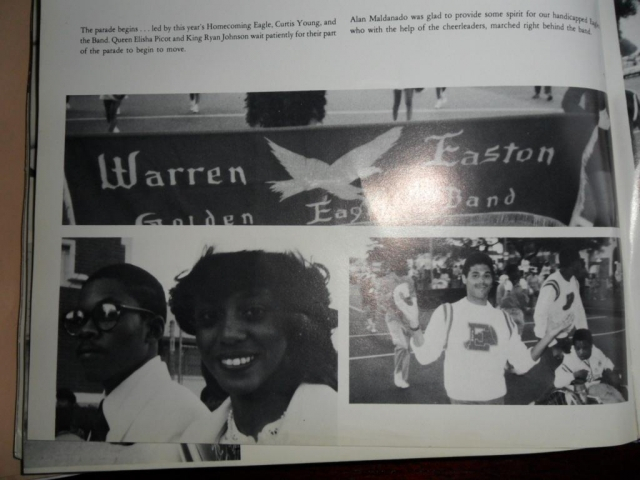 The parade begins . . . led by this year's Homecoming Eagle, Curtis Young, and
the Band. Queen Elisha Picot and King Ryan Johnson wait patiently for their part
of the parade to begin to move.
Alan Maldanado was glad to provide some spirit for our handicapped
who with the help of the cheerleaders, marched right behind the band.
Warren Easton
Golden Eagle Band
E